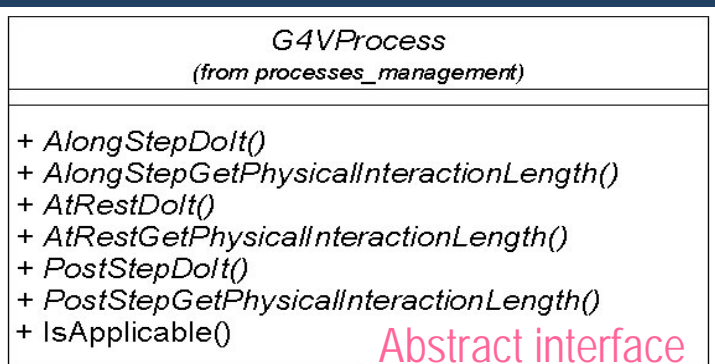 G4VProcess
(from processes_management)
+ AlongStepDoIt()
+ AlongStepGetPhysicalInteractionLength()
+ AtRestDoIt()
+ AtRestGetPhysicalInteractionLength()
+ PostStepDoIt()
+ PostStepGetPhysicalInteractionLength()
+ IsApplicable()
Abstract interface